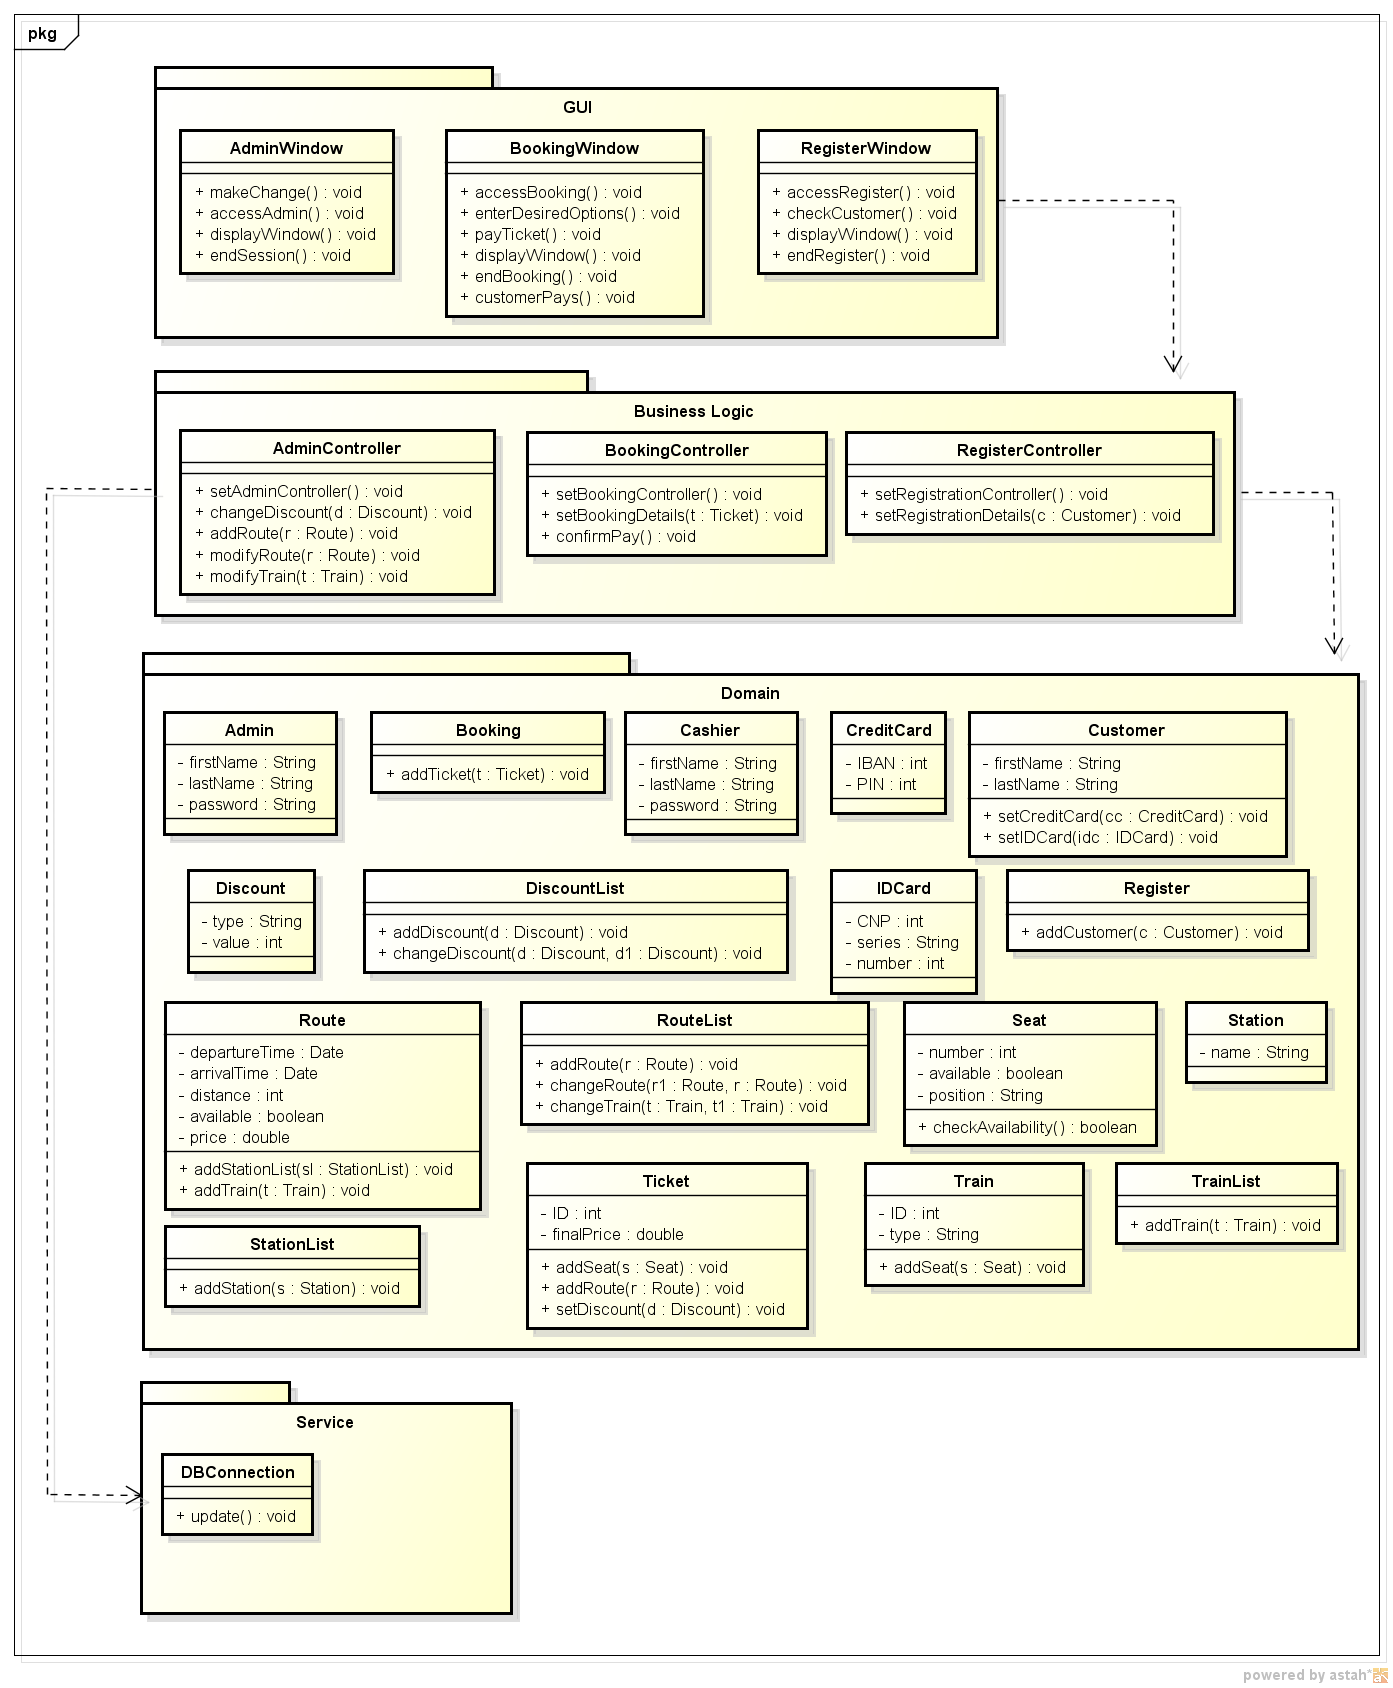 pkg
GUI
AdminWindow
+ makeChange() : void
+ accessAdmin() : void
+ displayWindow() : void
+ endSession() : void
BookingWindow
+ accessBooking() : void
+ enterDesiredOptions() : void
+ payTicket() : void
+ displayWindow() : void
+ endBooking() : void
+ customerPays() : void
RegisterWindow
+ accessRegister() : void
+ checkCustomer() : void
+ displayWindow() : void
+ endRegister() : void
Business Logic
AdminController
+ setAdminController() : void
+ changeDiscount(d : Discount) : void
+ addRoute(r : Route) : void
+ modifyRoute(r : Route) : void
+ modifyTrain(t : Train) : void
BookingController
+ setBookingController() : void
+ setBookingDetails(t : Ticket) : void
+ confirmPay() : void
RegisterController
+ setRegistrationController() : void
+ setRegistrationDetails(c : Customer) : void
Domain
Admin
- firstName : String
- lastName : String
- password : String
Booking
+ addTicket(t : Ticket) : void
Cashier
- firstName : String
- lastName : String
- password : String
CreditCard
- IBAN : int
- PIN : int
Customer
- firstName : String
- lastName : String
+ setCreditCard(cc : CreditCard) : void
+ setIDCard(idc : IDCard) : void
Discount
- type : String
- value : int
DiscountList
+ addDiscount(d : Discount) : void
+ changeDiscount(d : Discount, d1 : Discount) : void
IDCard
- CNP : int
- series : String
- number : int
Register
+ addCustomer(c : Customer) : void
Route
- departureTime : Date
- arrivalTime : Date
- distance : int
- available : boolean
- price : double
+ addStationList(sl : StationList) : void
+ addTrain(t : Train) : void
RouteList
+ addRoute(r : Route) : void
+ changeRoute(r1 : Route, r : Route) : void
+ changeTrain(t : Train, t1 : Train) : void
Seat
- number : int
- available : boolean
- position : String
+ checkAvailability() : boolean
Station
- name : String
StationList
+ addStation(s : Station) : void
Ticket
- ID : int
- finalPrice : double
+ addSeat(s : Seat) : void
+ addRoute(r : Route) : void
+ setDiscount(d : Discount) : void
Train
- ID : int
- type : String
+ addSeat(s : Seat) : void
TrainList
+ addTrain(t : Train) : void
Service
DBConnection
+ update() : void
powered by astah*